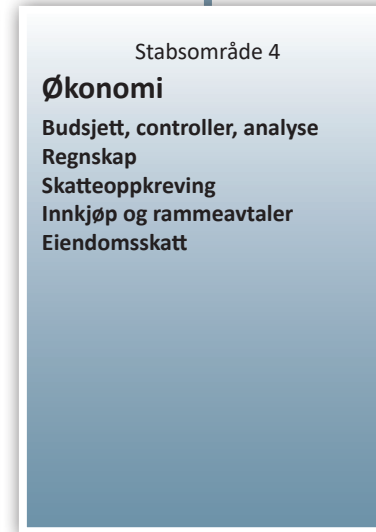 Stabsområde 4
Økonomi
Budsjett, controller, analyse
Regnskap
Skatteoppkreving
Innkjøp og rammeavtaler
Eiendomsskatt